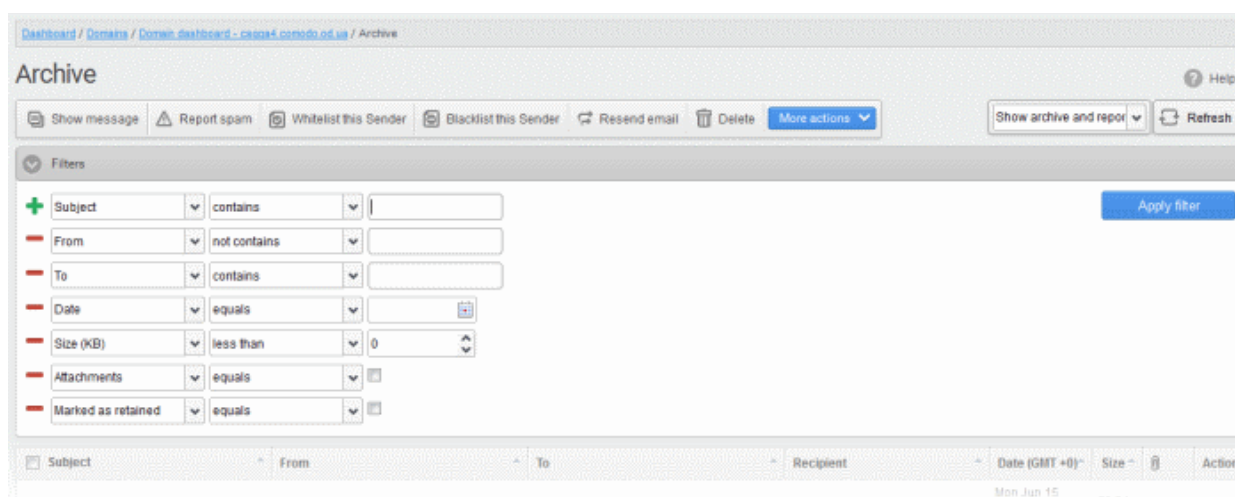 Dashboard / Domains / Domain dashboard - casqa4.comodo.od.ua / Archive
Archive
Help
Show message Report spam Whitelist this Sender Blacklist this Sender Resend email Delete More actions Show archive and repor Refresh
Filters
Subject contains Apply filter
From not contains
To contains
Date equals
Size (KB) less than 0
Attachments equals
Marked as retained equals
Subject From To Recipient Date (GMT +0) Size Action
Mon Jun 15